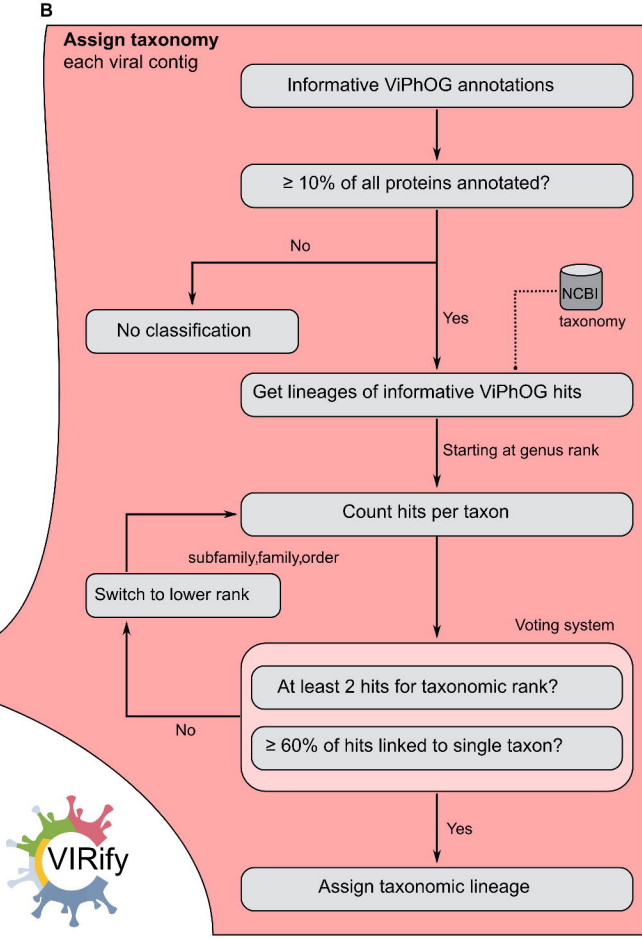 B
Assign taxonomy
each viral contig
Informative ViPhOG annotations
≥ 10% of all proteins annotated?
No
NCBI
taxonomy
Yes
No classification
Get lineages of informative ViPhOG hits
Starting at genus rank
Count hits per taxon
subfamily,family,order
Switch to lower rank
Voting system
At least 2 hits for taxonomic rank?
No
≥ 60% of hits linked to single taxon?
Yes
VIRify
Assign taxonomic lineage